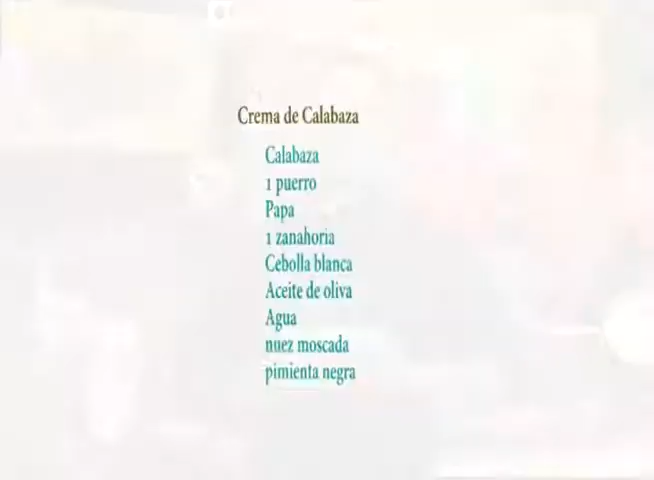 Crema de Calabaza
Calabaza
1 puerro
Papa
1 zanahoria
Cebolla blanca
Aceite de oliva
Agua
nuez moscada
pimienta negra